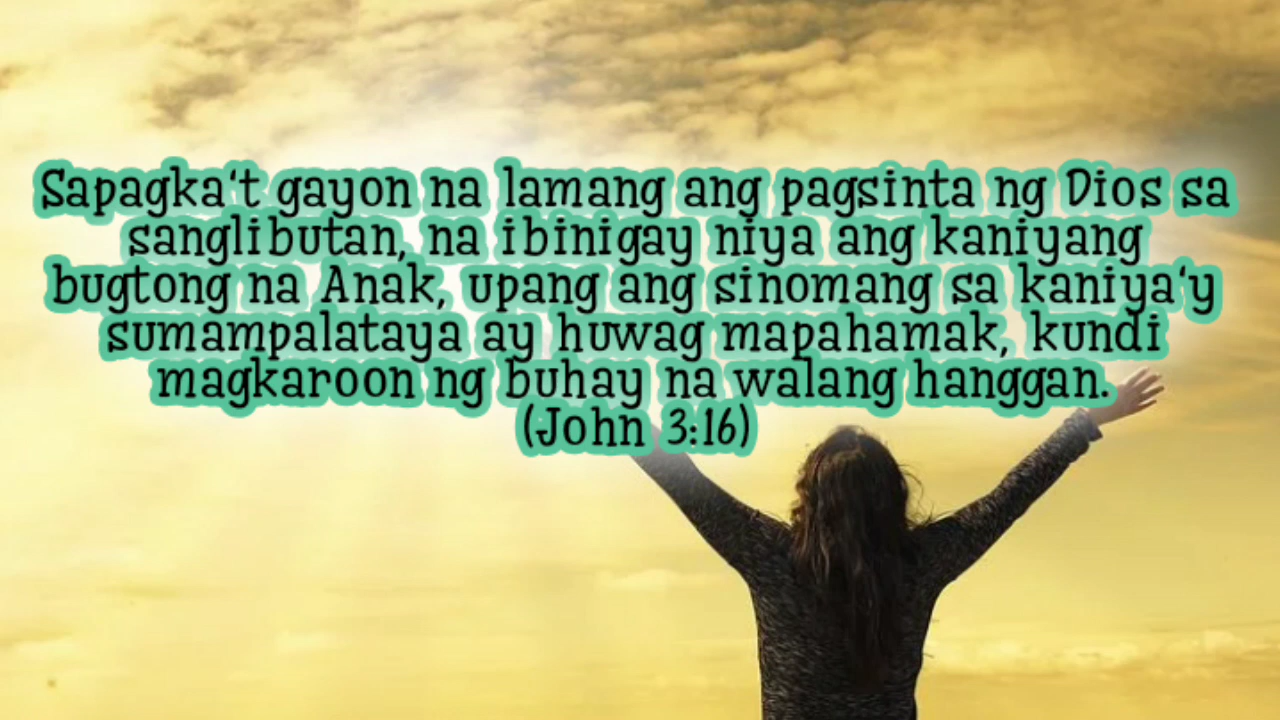 Sapagka't gayon na lamang ang pagsinta ng Dios sa
sanglibutan, na ibinigay niya ang kaniyang
bugtong na Anak, upang ang sinomang sa kaniya'y
sumampalataya ay huwag mapahamak, kundi
magkaroon ng buhay na walang hanggan.
(John 3:16)